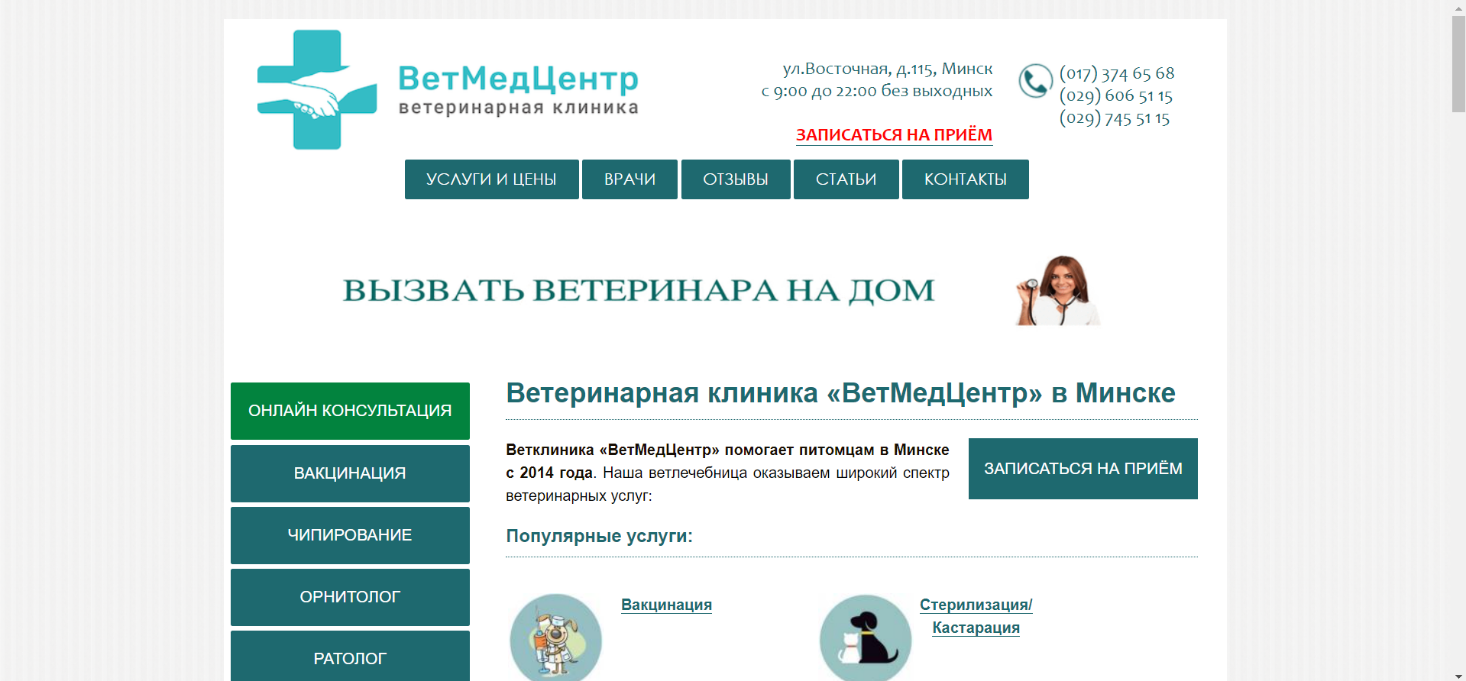 ВетМедЦентр
ветеринарная клиника
ул.Восточная, д.115, Минск
с 9:00 до 22:00 без выходных
ЗАПИСАТЬСЯ НА ПРИЁМ
(017) 374 65 68
(029) 606 51 15
(029) 745 51 15
УСЛУГИ И ЦЕНЫ
ВРАЧИ
ОТЗЫВЫ
СТАТЬИ
КОНТАКТЫ
ВЫЗВАТЬ ВЕТЕРИНАРА НА ДОМ
ОНЛАЙН КОНСУЛЬТАЦИЯ
ВАКЦИНАЦИЯ
ЧИПИРОВАНИЕ
ОРНИТОЛОГ
РАТОЛОГ
Ветеринарная клиника «ВетМедЦентр» в Минске
Ветклиника «ВетМедЦентр» помогает питомцам в Минске
с 2014 года. Наша ветлечебница оказываем широкий спектр
ветеринарных услуг:
ЗАПИСАТЬСЯ НА ПРИЁМ
Популярные услуги:
Вакцинация
Стерилизация/
Кастарация